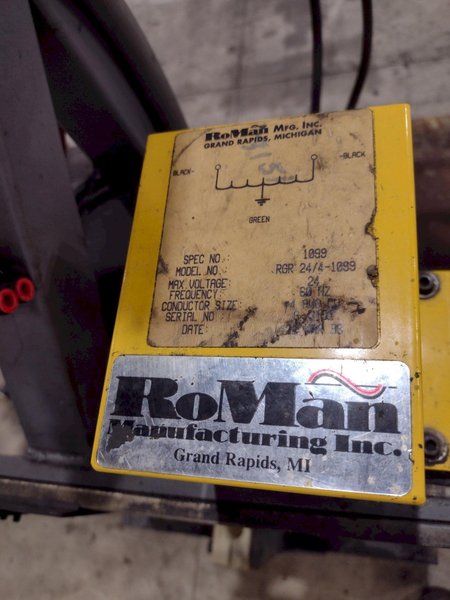 RoMan MFG. INC.
GRAND RAPIDS, MICHIGAN
BLACK- -BLACK
GREEN
SPEC NO. 1099
MODEL NO. RGR 24/4-1099
MAX. VOLTAGE: 24
FREQUENCY: 60 HZ
CONDUCTOR SIZE:
SERIAL NO
DATE: 93
RoMan
Manufacturing Inc.
Grand Rapids, MI